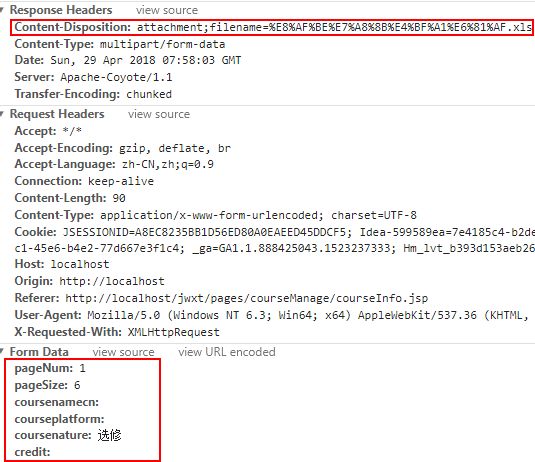 Response Headers view source
Content-Disposition: attachment;filename=%E8%AF%BE%E7%A8%8B%E4%BF%A1%E6%81%AF.xls
Content-Type: multipart/form-data
Date: Sun, 29 Apr 2018 07:58:03 GMT
Server: Apache-Coyote/1.1
Transfer-Encoding: chunked
Request Headers view source
Accept: */*
Accept-Encoding: gzip, deflate, br
Accept-Language: zh-CN,zh;q=0.9
Connection: keep-alive
Content-Length: 90
Content-Type: application/x-www-form-urlencoded; charset=UTF-8
Cookie: JSESSIONID=A8EC8235BB1D56ED80A0EAEED45DDCF5; Idea-599589ea=7e4185c4-b2de
c1-45e6-b4e2-77d667e3f1c4; _ga=GA1.1.888425043.1523237333; Hm_lvt_b393d153aeb26
Host: localhost
Origin: http://localhost
Referer: http://localhost/jwxt/pages/courseManage/courseInfo.jsp
User-Agent: Mozilla/5.0 (Windows NT 6.3; Win64; x64) AppleWebKit/537.36 (KHTML,
X-Requested-With: XMLHttpRequest
Form Data view source view URL encoded
pageNum: 1
pageSize: 6
coursenamecn:
courseplatform:
coursenature: 选修
credit: